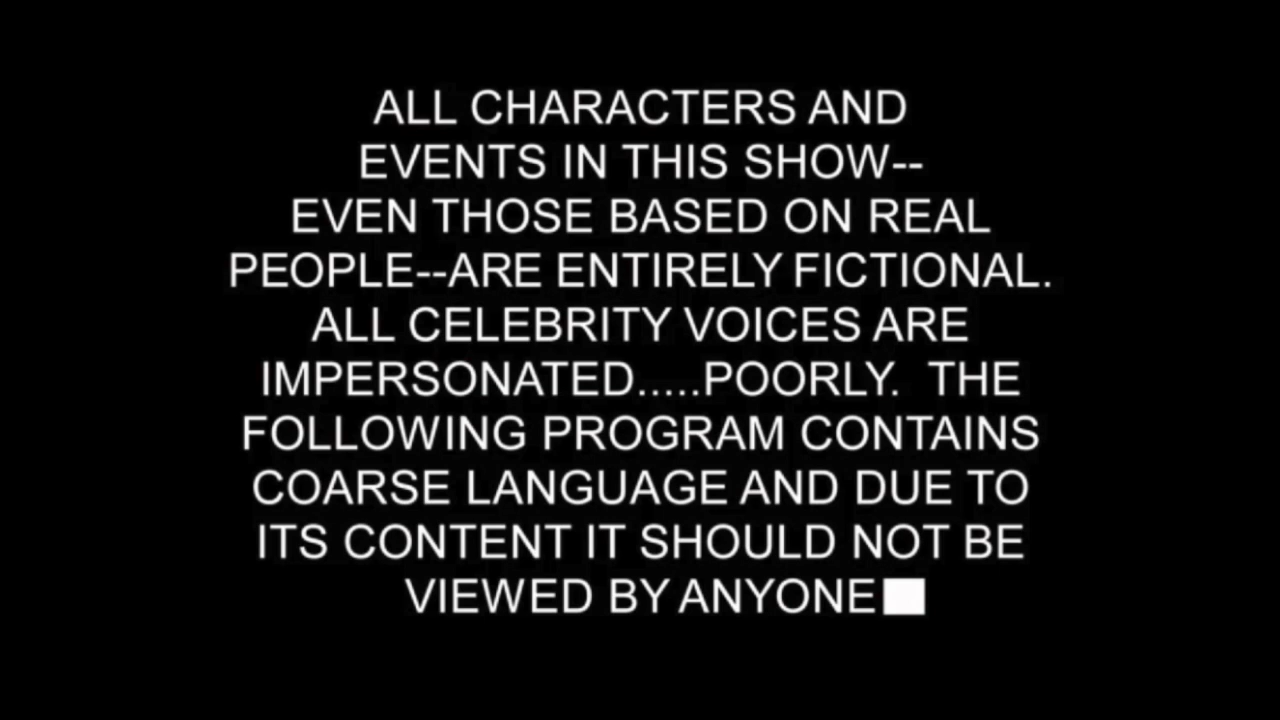 ALL CHARACTERS AND
EVENTS IN THIS SHOW--
EVEN THOSE BASED ON REAL
PEOPLE--ARE ENTIRELY FICTIONAL.
ALL CELEBRITY VOICES ARE
IMPERSONATED.....POORLY.  THE
FOLLOWING PROGRAM CONTAINS
COARSE LANGUAGE AND DUE TO
ITS CONTENT IT SHOULD NOT BE
VIEWED BY ANYONE■